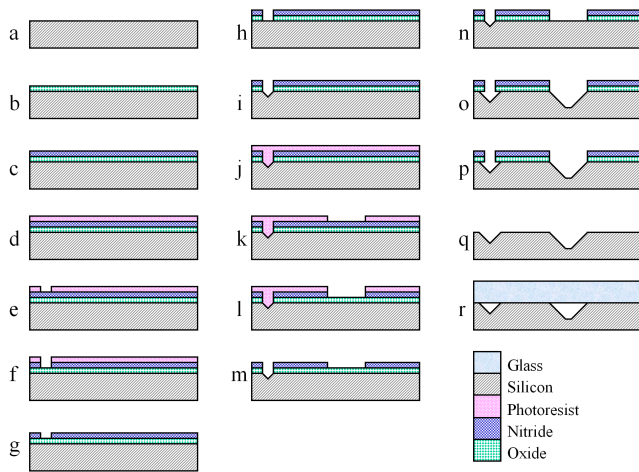 a
b
c
d
e
f
g
h
i
j
k
l
m
n
o
p
q
r
Glass
Silicon
Photoresist
Nitride
Oxide